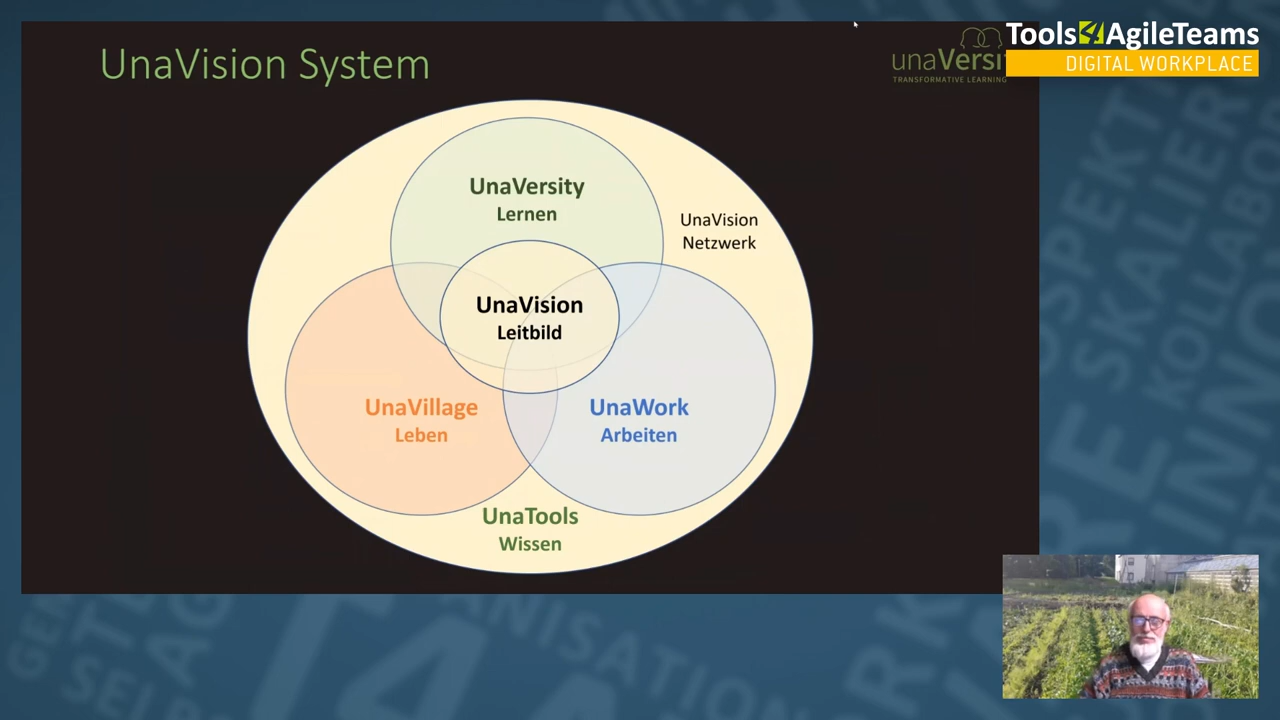 UnaVision System
unaVersi
TRANSFORMATIVE LEARNING
Tools4AgileTeams
DIGITAL WORKPLACE
UnaVersity
Lernen
UnaVision
Netzwerk
UnaVision
Leitbild
UnaVillage
Leben
UnaWork
Arbeiten
UnaTools
Wissen